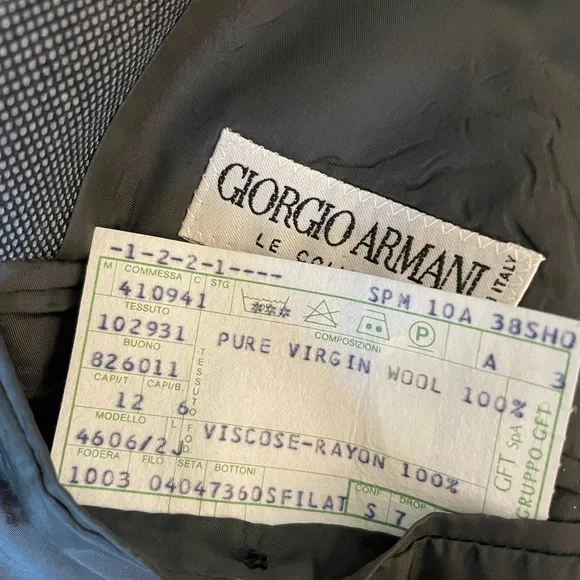 GIORGIO ARMANI
LE
ITALY
-1-2-2-1----
M COMMESSA C STG
410941
SPM 10A 38SHO
TESSUTO
102931
COMPOSIZIONI
A 3
BUONO
826011
TESSUTO
PURE VIRGIN WOOL 100%
CAPI/T. CAPI/B.
12 6
MODELLO L
4606/2J
FOD.
VISCOSE-RAYON 100%
GFT SpA
GRUPPO GFT
FODERA FILO SETA BOTTONI
1003 04047360SFILAT
CONF. DROP
S 7
P